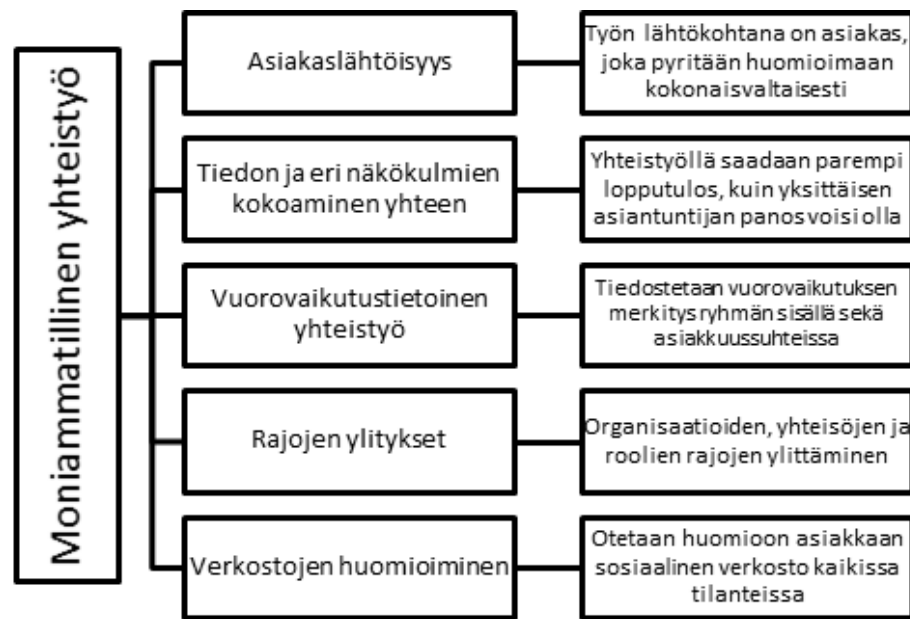 Moniammatillinen yhteistyö
Asiakaslähtöisyys
Työn lähtökohtana on asiakas,
joka pyritään huomioimaan
kokonaisvaltaisesti
Tiedon ja eri näkökulmien
kokoaminen yhteen
Yhteistyöllä saadaan parempi
lopputulos, kuin yksittäisen
asiantuntijan panos voisi olla
Vuorovaikutustietoinen
yhteistyö
Tiedostetaan vuorovaikutuksen
merkitys ryhmän sisällä sekä
asiakkuussuhteissa
Rajojen ylitykset
Organisaatioiden, yhteisöjen ja
roolien rajojen ylittäminen
Verkostojen huomioiminen
Otetaan huomioon asiakkaan
sosiaalinen verkosto kaikissa
tilanteissa